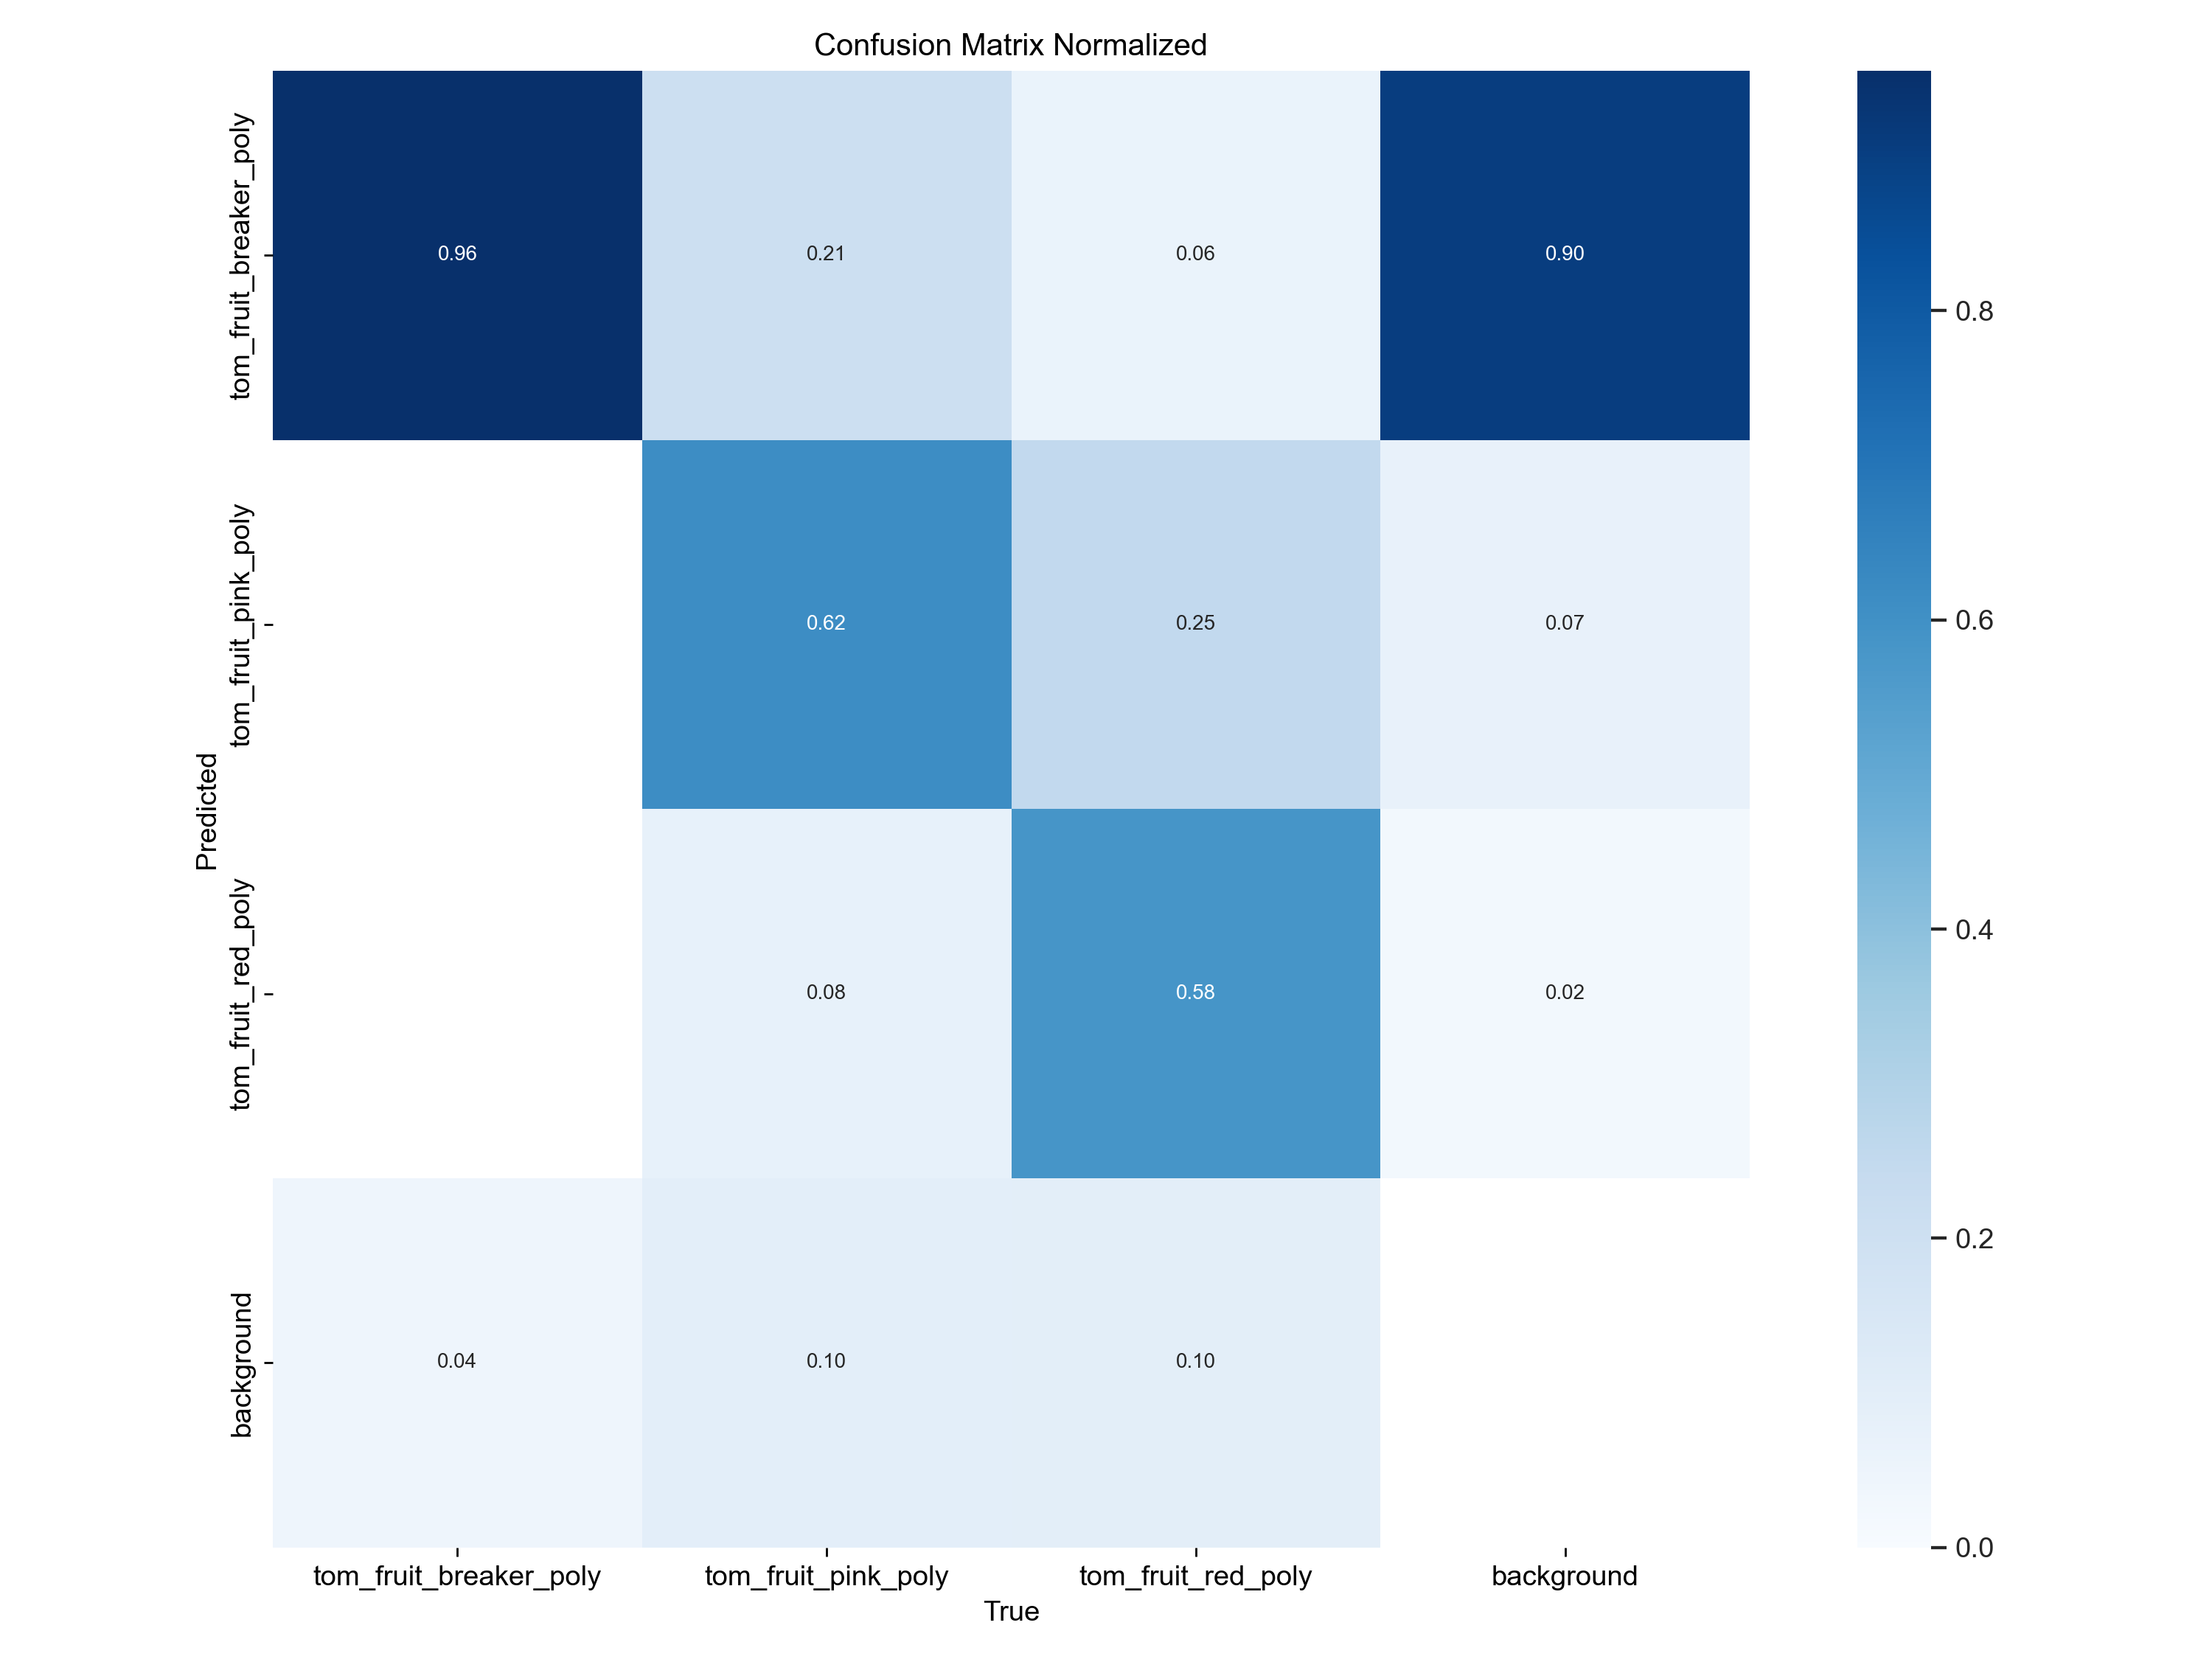 Confusion Matrix Normalized
tom_fruit_breaker_poly
0.96
0.21
0.06
0.90
tom_fruit_pink_poly
0.62
0.25
0.07
tom_fruit_red_poly
0.08
0.58
0.02
background
0.04
0.10
0.10
Predicted
tom_fruit_breaker_poly
tom_fruit_pink_poly
tom_fruit_red_poly
background
True
0.8
0.6
0.4
0.2
0.0